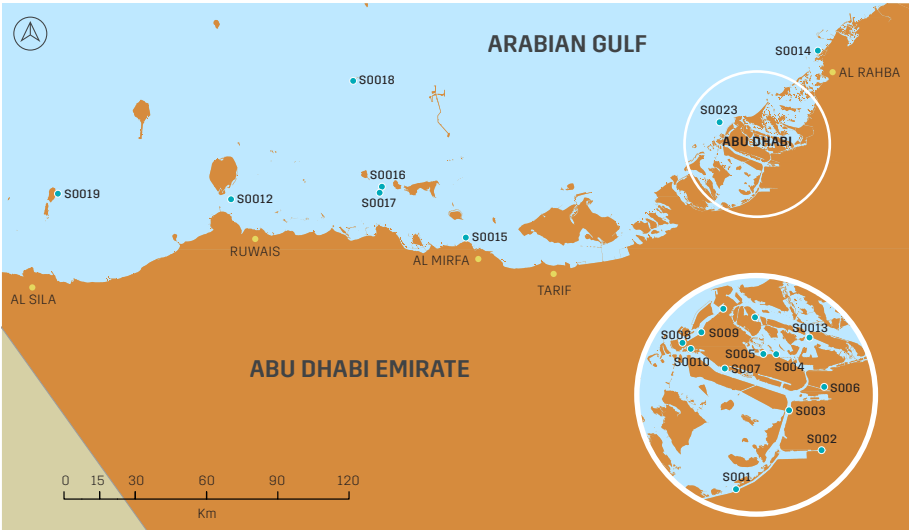 ARABIAN GULF
S0014
AL RAHBA
S0018
S0023
ABU DHABI
S0019
S0012
S0016
S0017
S0015
RUWAIS
AL MIRFA
TARIF
AL SILA
ABU DHABI EMIRATE
S008
S009
S0013
S0010
S005
S004
S007
S006
S003
S002
S001
0 15 30 60 90 120
Km